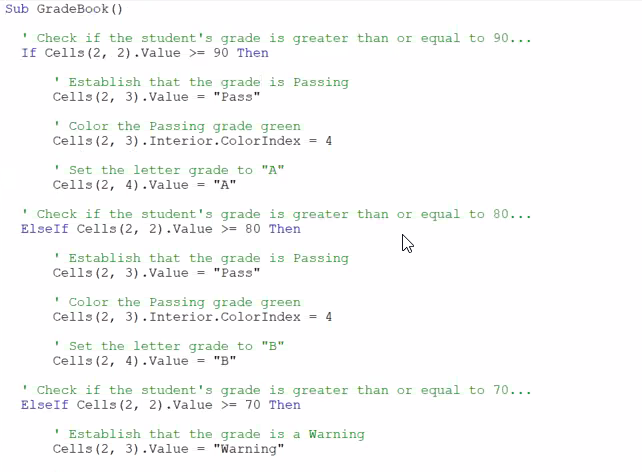 Sub GradeBook()
' Check if the student's grade is greater than or equal to 90...
If Cells(2, 2).Value >= 90 Then
' Establish that the grade is Passing
Cells(2, 3).Value = "Pass"
' Color the Passing grade green
Cells(2, 3).Interior.ColorIndex = 4
' Set the letter grade to "A"
Cells(2, 4).Value = "A"
' Check if the student's grade is greater than or equal to 80...
ElseIf Cells(2, 2).Value >= 80 Then
' Establish that the grade is Passing
Cells(2, 3).Value = "Pass"
' Color the Passing grade green
Cells(2, 3).Interior.ColorIndex = 4
' Set the letter grade to "B"
Cells(2, 4).Value = "B"
' Check if the student's grade is greater than or equal to 70...
ElseIf Cells(2, 2).Value >= 70 Then
' Establish that the grade is a Warning
Cells(2, 3).Value = "Warning"